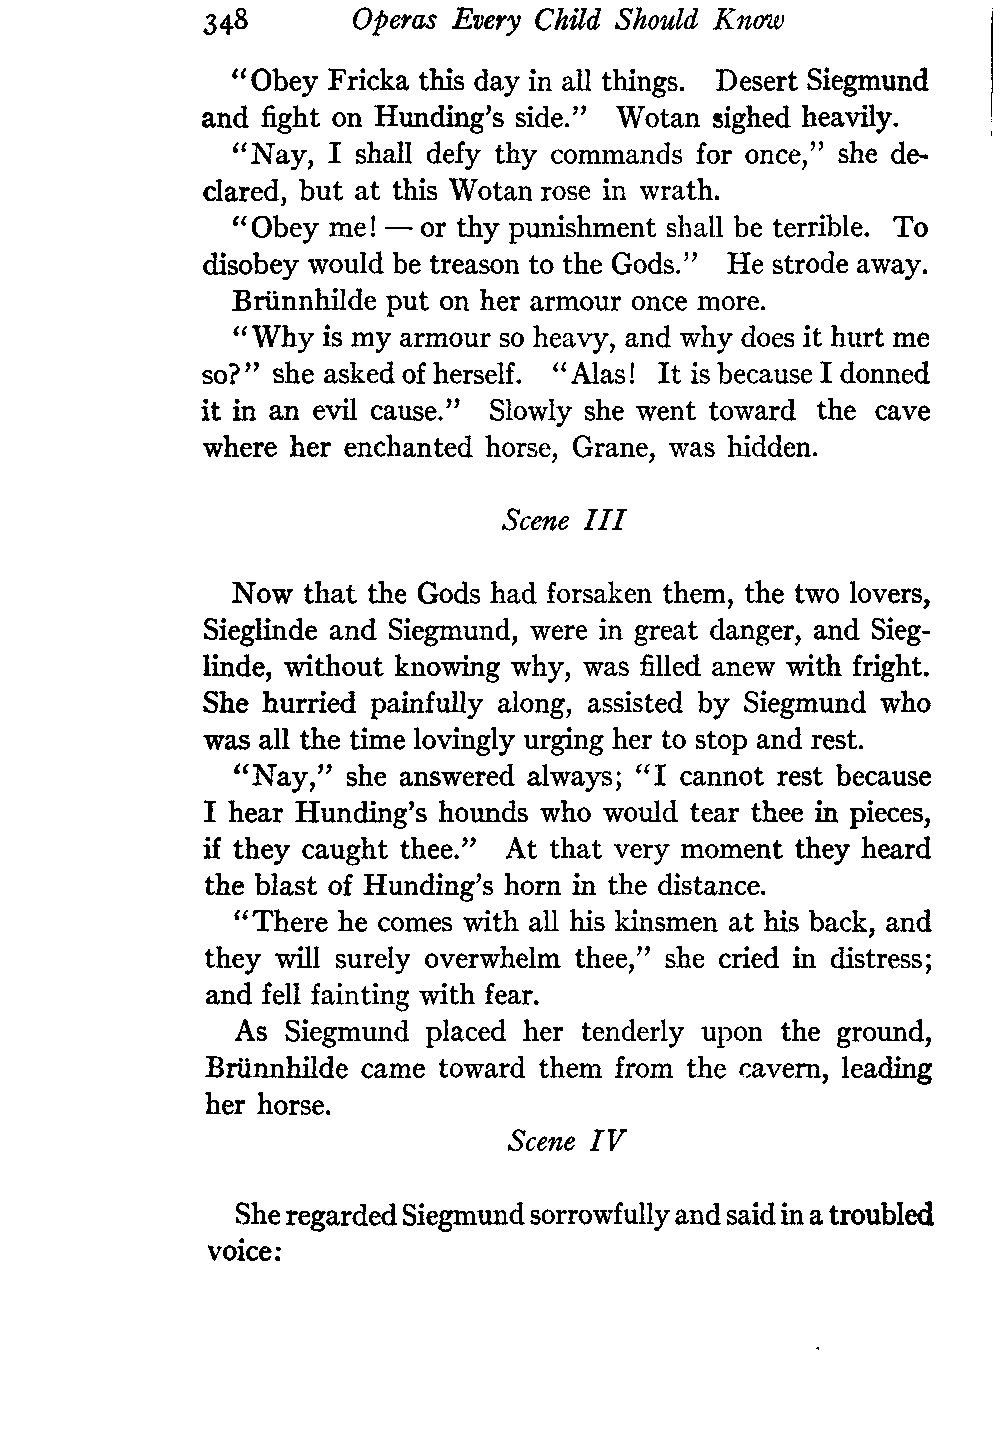 348 Operas Every Child Should Know
"Obey Fricka this day in all things. Desert Siegmund
and fight on Hunding's side." Wotan sighed heavily.
"Nay, I shall defy thy commands for once," she de-
clared, but at this Wotan rose in wrath.
"Obey me! — or thy punishment shall be terrible. To
disobey would be treason to the Gods." He strode away.
Brünnhilde put on her armour once more.
"Why is my armour so heavy, and why does it hurt me
so?" she asked of herself. "Alas! It is because I donned
it in an evil cause." Slowly she went toward the cave
where her enchanted horse, Grane, was hidden.
Scene III
Now that the Gods had forsaken them, the two lovers,
Sieglinde and Siegmund, were in great danger, and Sieg-
linde, without knowing why, was filled anew with fright.
She hurried painfully along, assisted by Siegmund who
was all the time lovingly urging her to stop and rest.
"Nay," she answered always; "I cannot rest because
I hear Hunding's hounds who would tear thee in pieces,
if they caught thee." At that very moment they heard
the blast of Hunding's horn in the distance.
"There he comes with all his kinsmen at his back, and
they will surely overwhelm thee," she cried in distress;
and fell fainting with fear.
As Siegmund placed her tenderly upon the ground,
Brünnhilde came toward them from the cavern, leading
her horse.
Scene IV
She regarded Siegmund sorrowfully and said in a troubled
voice: